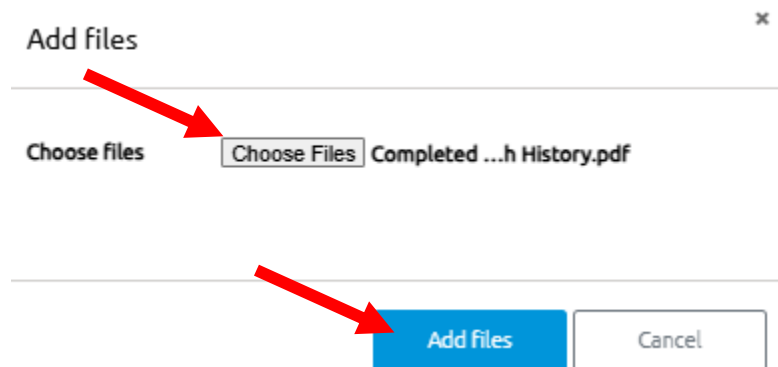 Add files
×
Choose files Choose Files Completed ...h History.pdf
Add files Cancel